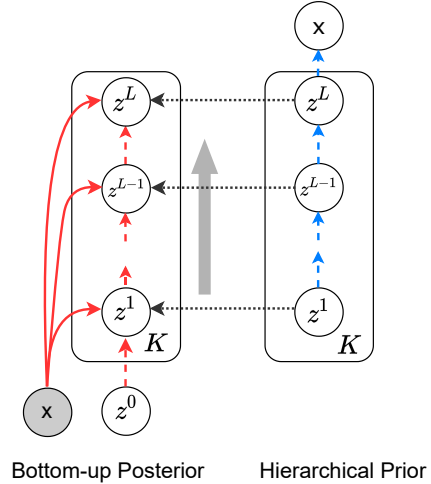 x
z^L z^L
z^{L-1} z^{L-1}
z^1 z^1
K K
x z^0
Bottom-up Posterior Hierarchical Prior